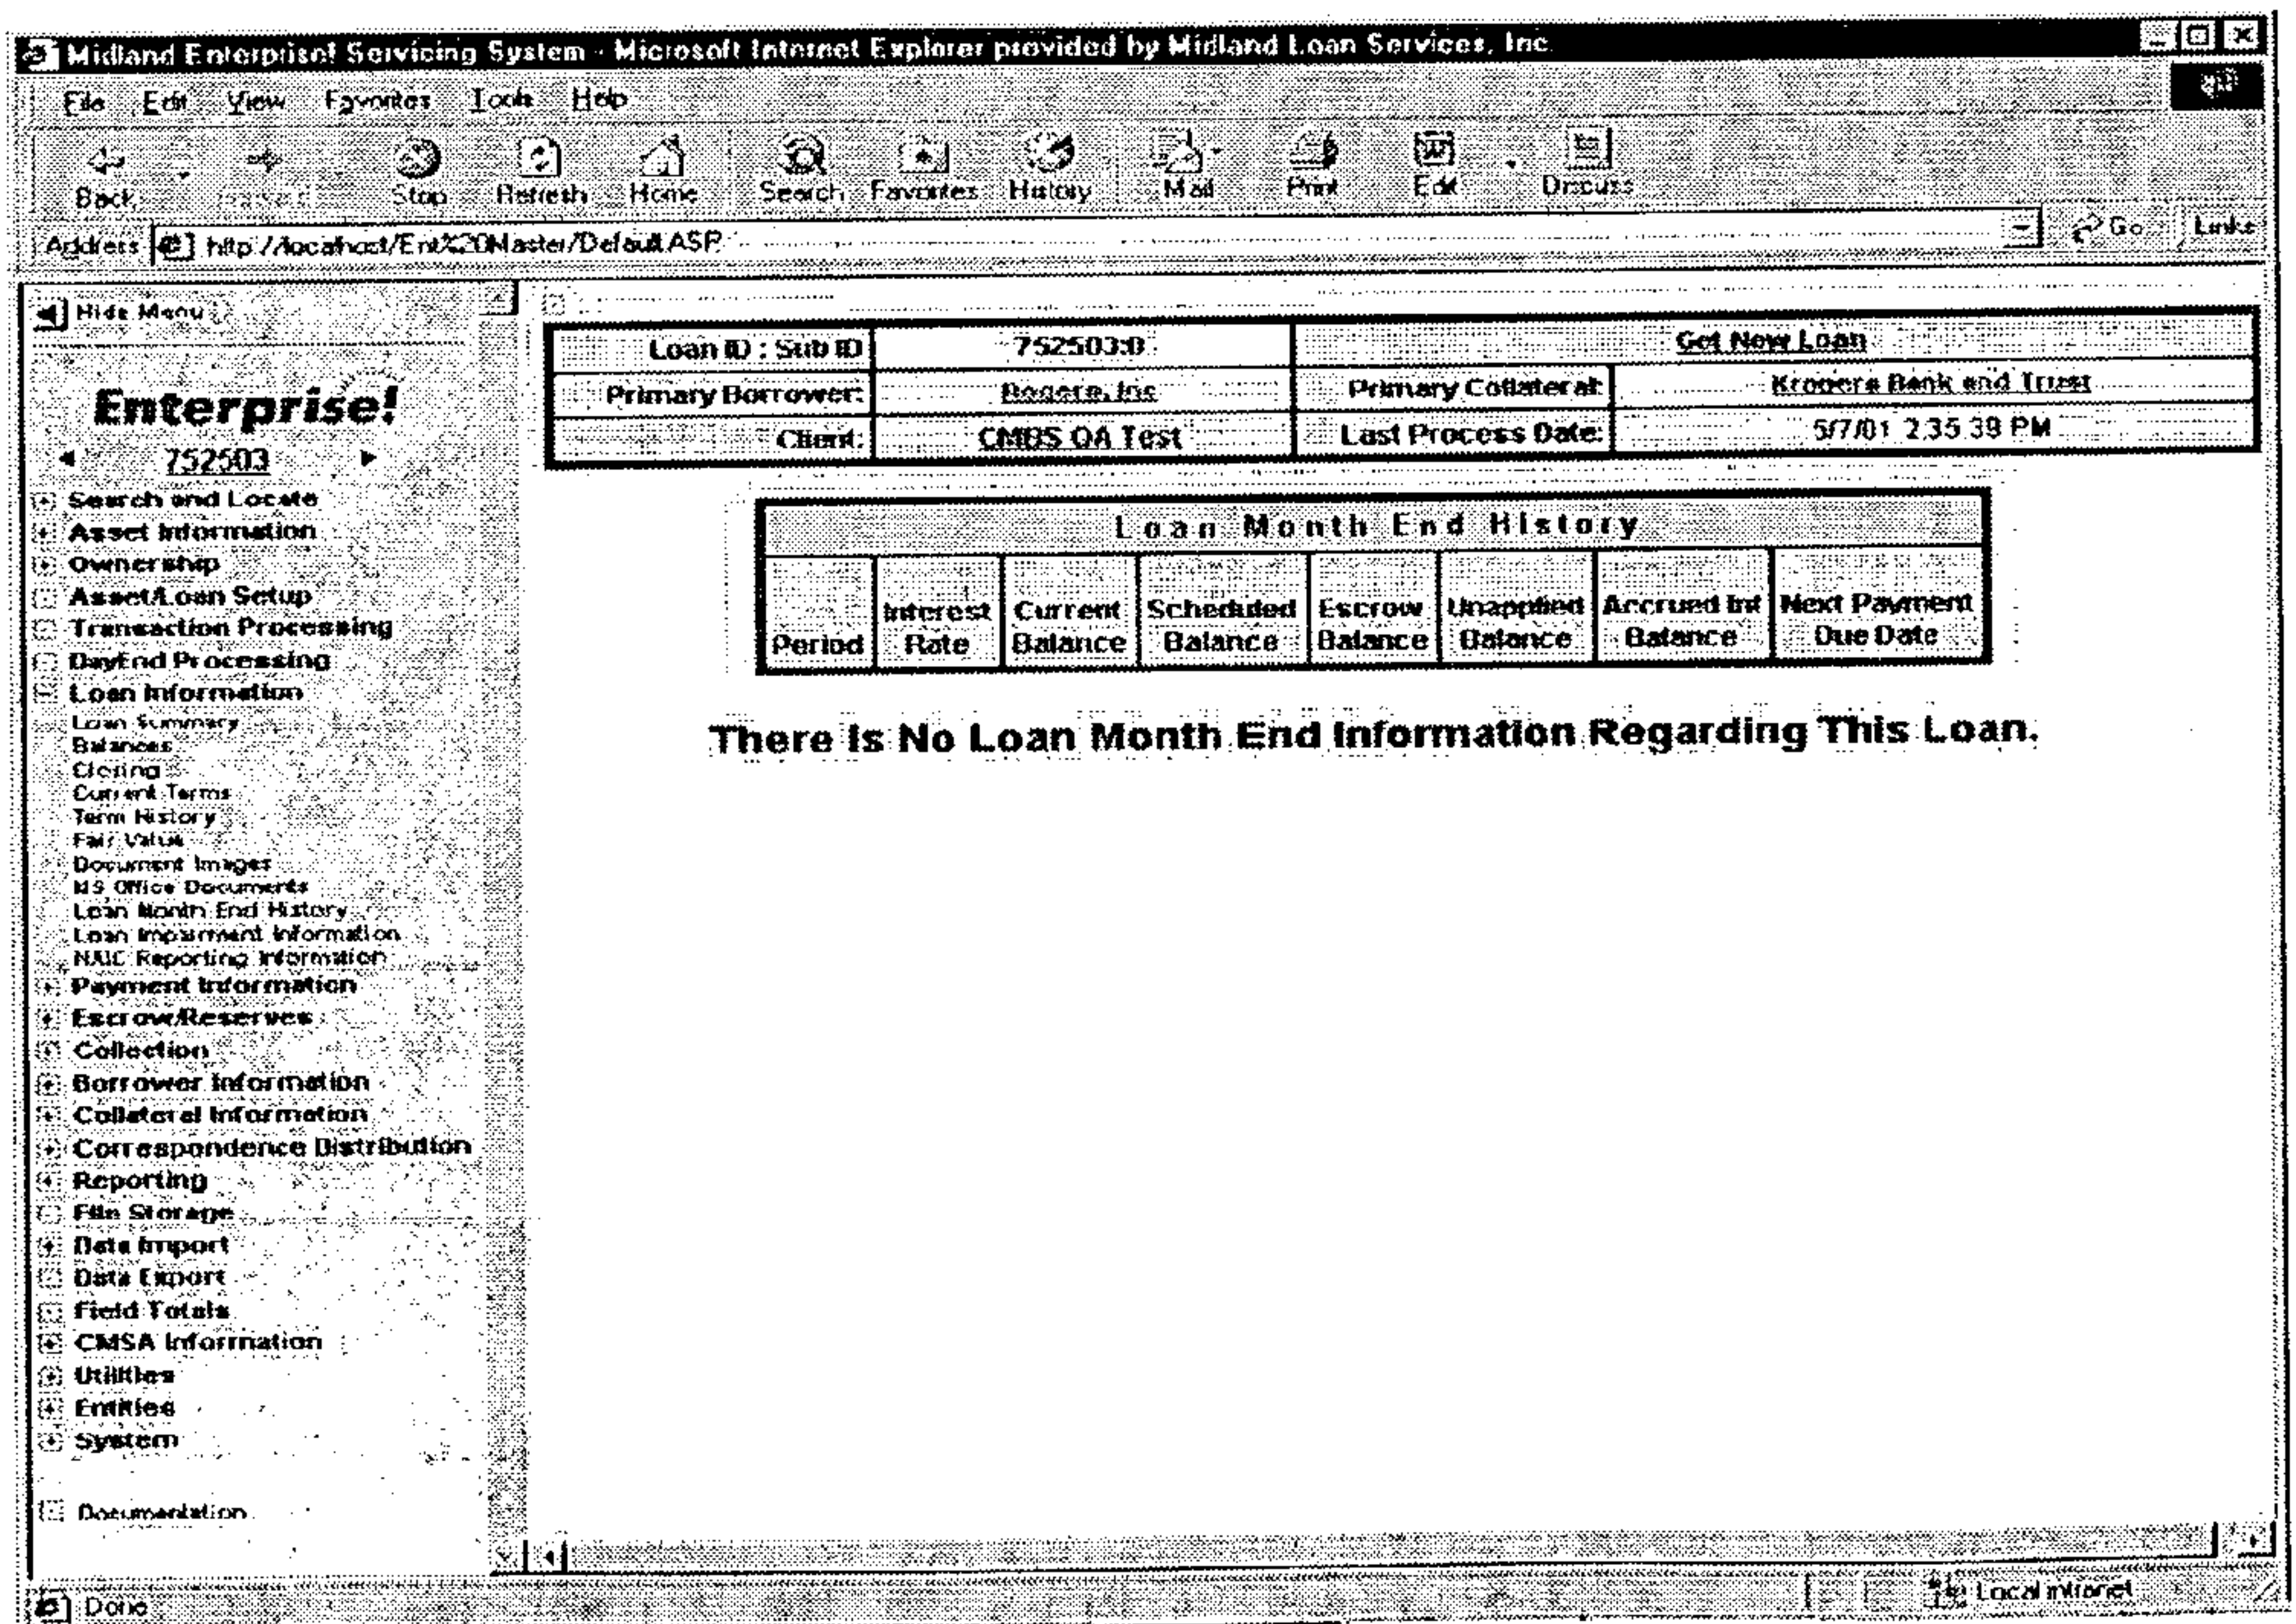 Midland Enterprise! Servicing System - Microsoft Internet Explorer provided by Midland Loan Services, Inc.
File Edit View Favorites Tools Help
Back Stop Refresh Home Search Favorites History Mail Print Edit Discuss
Address http://localhost/Ent%20Master/Default.ASP Go Links
Hide Menu
Enterprise!
752503
Search and Locate
Asset Information
Ownership
Asset/Loan Setup
Transaction Processing
DayEnd Processing
Loan Information
Loan Summary
Balances
Closing
Current Terms
Term History
Fair Value
Document Images
MS Office Documents
Loan Month End History
Loan Impairment Information
NAIC Reporting Information
Payment Information
Escrow/Reserves
Collection
Borrower Information
Collateral Information
Correspondence Distribution
Reporting
File Storage
Data Import
Data Export
Field Totals
CMSA Information
Utilities
Entities
System
Documentation
Loan ID : Sub ID 752503:0 Get New Loan
Primary Borrower: Rogers, Inc Primary Collateral: Krogers Bank and Trust
Client: CMBS QA Test Last Process Date: 5/7/01 2:35:39 PM
Loan Month End History
Period Interest Rate Current Balance Scheduled Balance Escrow Balance Unapplied Balance Accrued Int Balance Next Payment Due Date
There Is No Loan Month End Information Regarding This Loan.
Done Local intranet